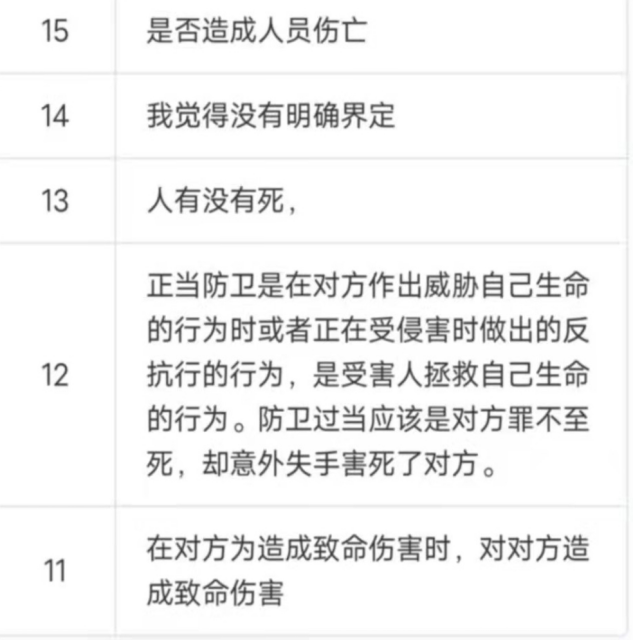 15 是否造成人员伤亡
14 我觉得没有明确界定
13 人有没有死，
正当防卫是在对方作出威胁自己生命
的行为时或者正在受侵害时做出的反
12 抗行的行为，是受害人拯救自己生命
的行为。防卫过当应该是对方罪不至
死，却意外失手害死了对方。
11 在对方为造成致命伤害时，对对方造
成致命伤害